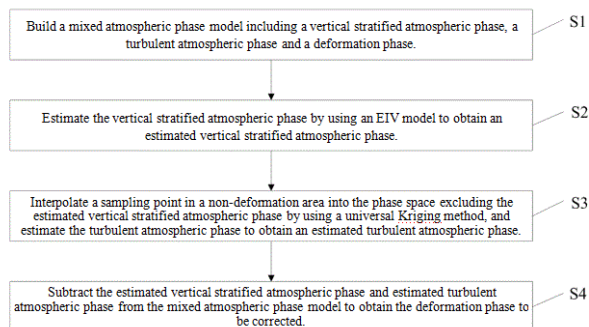 Build a mixed atmospheric phase model including a vertical stratified atmospheric phase, a
turbulent atmospheric phase and a deformation phase.
S1
Estimate the vertical stratified atmospheric phase by using an EIV model to obtain an
estimated vertical stratified atmospheric phase.
S2
Interpolate a sampling point in a non-deformation area into the phase space excluding the
estimated vertical stratified atmospheric phase by using a universal Kriging method, and
estimate the turbulent atmospheric phase to obtain an estimated turbulent atmospheric phase.
S3
Subtract the estimated vertical stratified atmospheric phase and estimated turbulent
atmospheric phase from the mixed atmospheric phase model to obtain the deformation phase to
be corrected.
S4